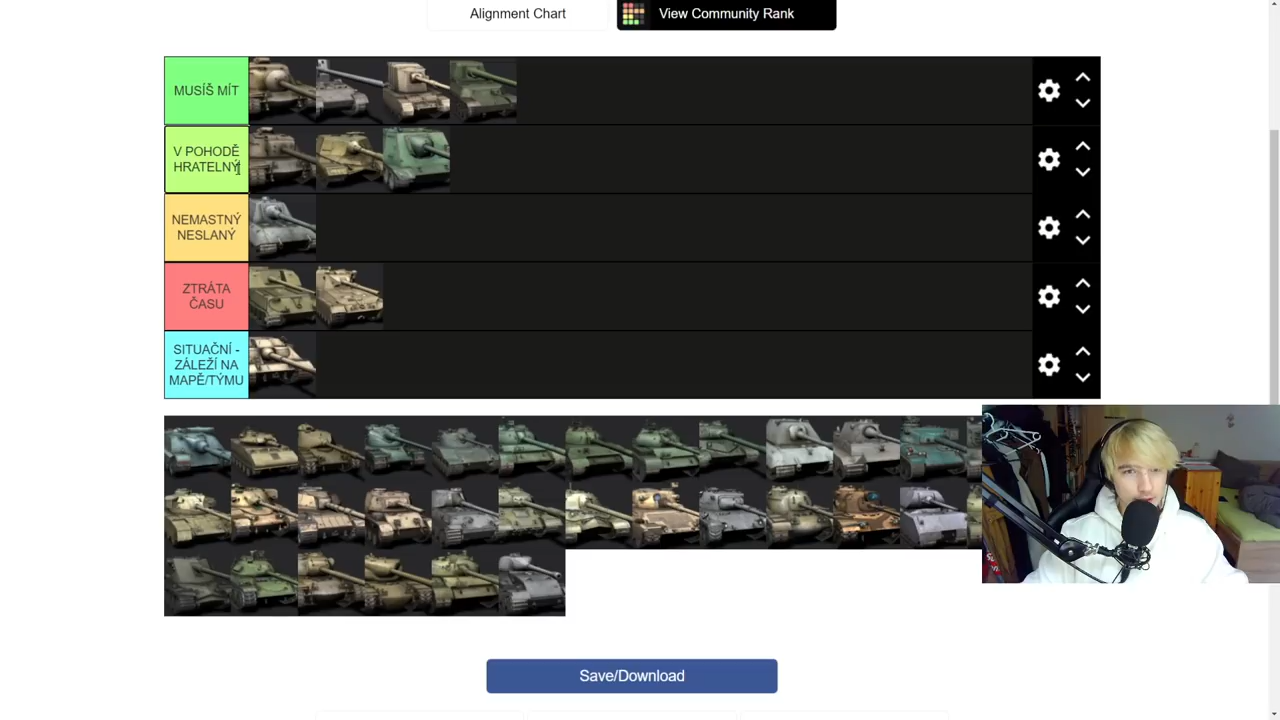 Alignment Chart
View Community Rank
MUSÍŠ MÍT
V POHODĚ
HRATELNÝ
NEMASTNÝ
NESLANÝ
ZTRÁTA
ČASU
SITUAČNÍ -
ZÁLEŽÍ NA
MAPĚ/TÝMU
Save/Download